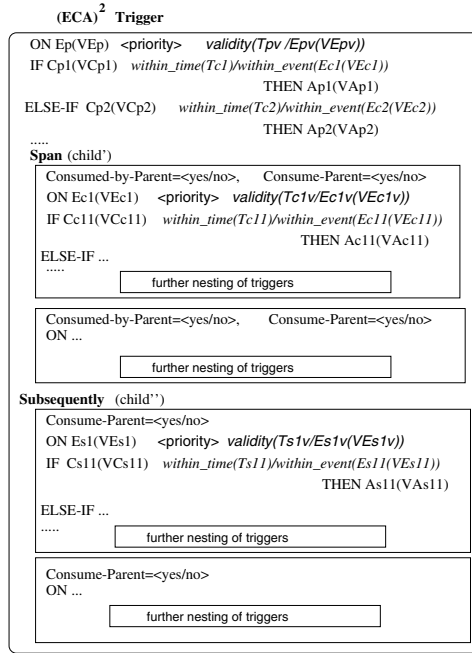 (ECA)² Trigger
ON Ep(VEp) <priority> validity(Tpv /Epv(VEpv))
IF Cp1(VCp1) within_time(Tc1)/within_event(Ec1(VEc1))
THEN Ap1(VAp1)
ELSE-IF Cp2(VCp2) within_time(Tc2)/within_event(Ec2(VEc2))
THEN Ap2(VAp2)
.....
Span (child')
Consumed-by-Parent=<yes/no>, Consume-Parent=<yes/no>
ON Ec1(VEc1) <priority> validity(Tc1v/Ec1v(VEc1v))
IF Cc11(VCc11) within_time(Tc11)/within_event(Ec11(VEc11))
THEN Ac11(VAc11)
ELSE-IF ...
.....
further nesting of triggers
Consumed-by-Parent=<yes/no>, Consume-Parent=<yes/no>
ON ...
further nesting of triggers
Subsequently (child'')
Consume-Parent=<yes/no>
ON Es1(VEs1) <priority> validity(Ts1v/Es1v(VEs1v))
IF Cs11(VCs11) within_time(Ts11)/within_event(Es11(VEs11))
THEN As11(VAs11)
ELSE-IF ...
.....
further nesting of triggers
Consume-Parent=<yes/no>
ON ...
further nesting of triggers